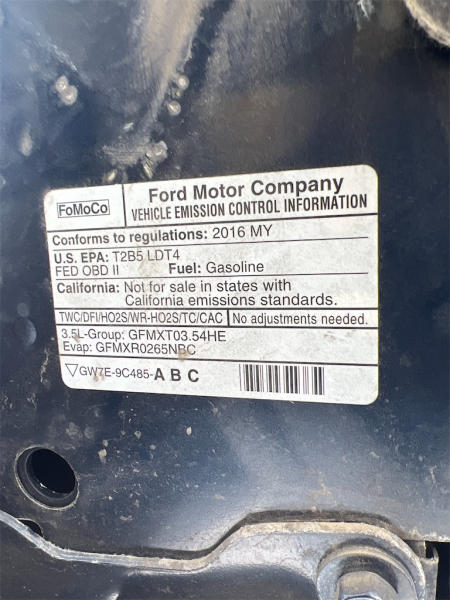 FoMoCo
Ford Motor Company
VEHICLE EMISSION CONTROL INFORMATION
Conforms to regulations: 2016 MY
U.S. EPA: T2B5 LDT4
FED OBD II Fuel: Gasoline
California: Not for sale in states with
California emissions standards.
TWC/DFI/HO2S/WR-HO2S/TC/CAC No adjustments needed.
3.5L-Group: GFMXT03.54HE
Evap: GFMXR0265NBC
▽GW7E-9C485-A B C